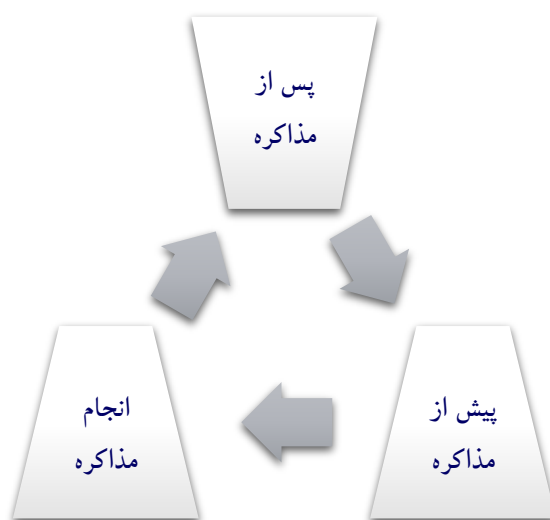 پس از
مذاکره
پیش از
مذاکره
انجام
مذاکره